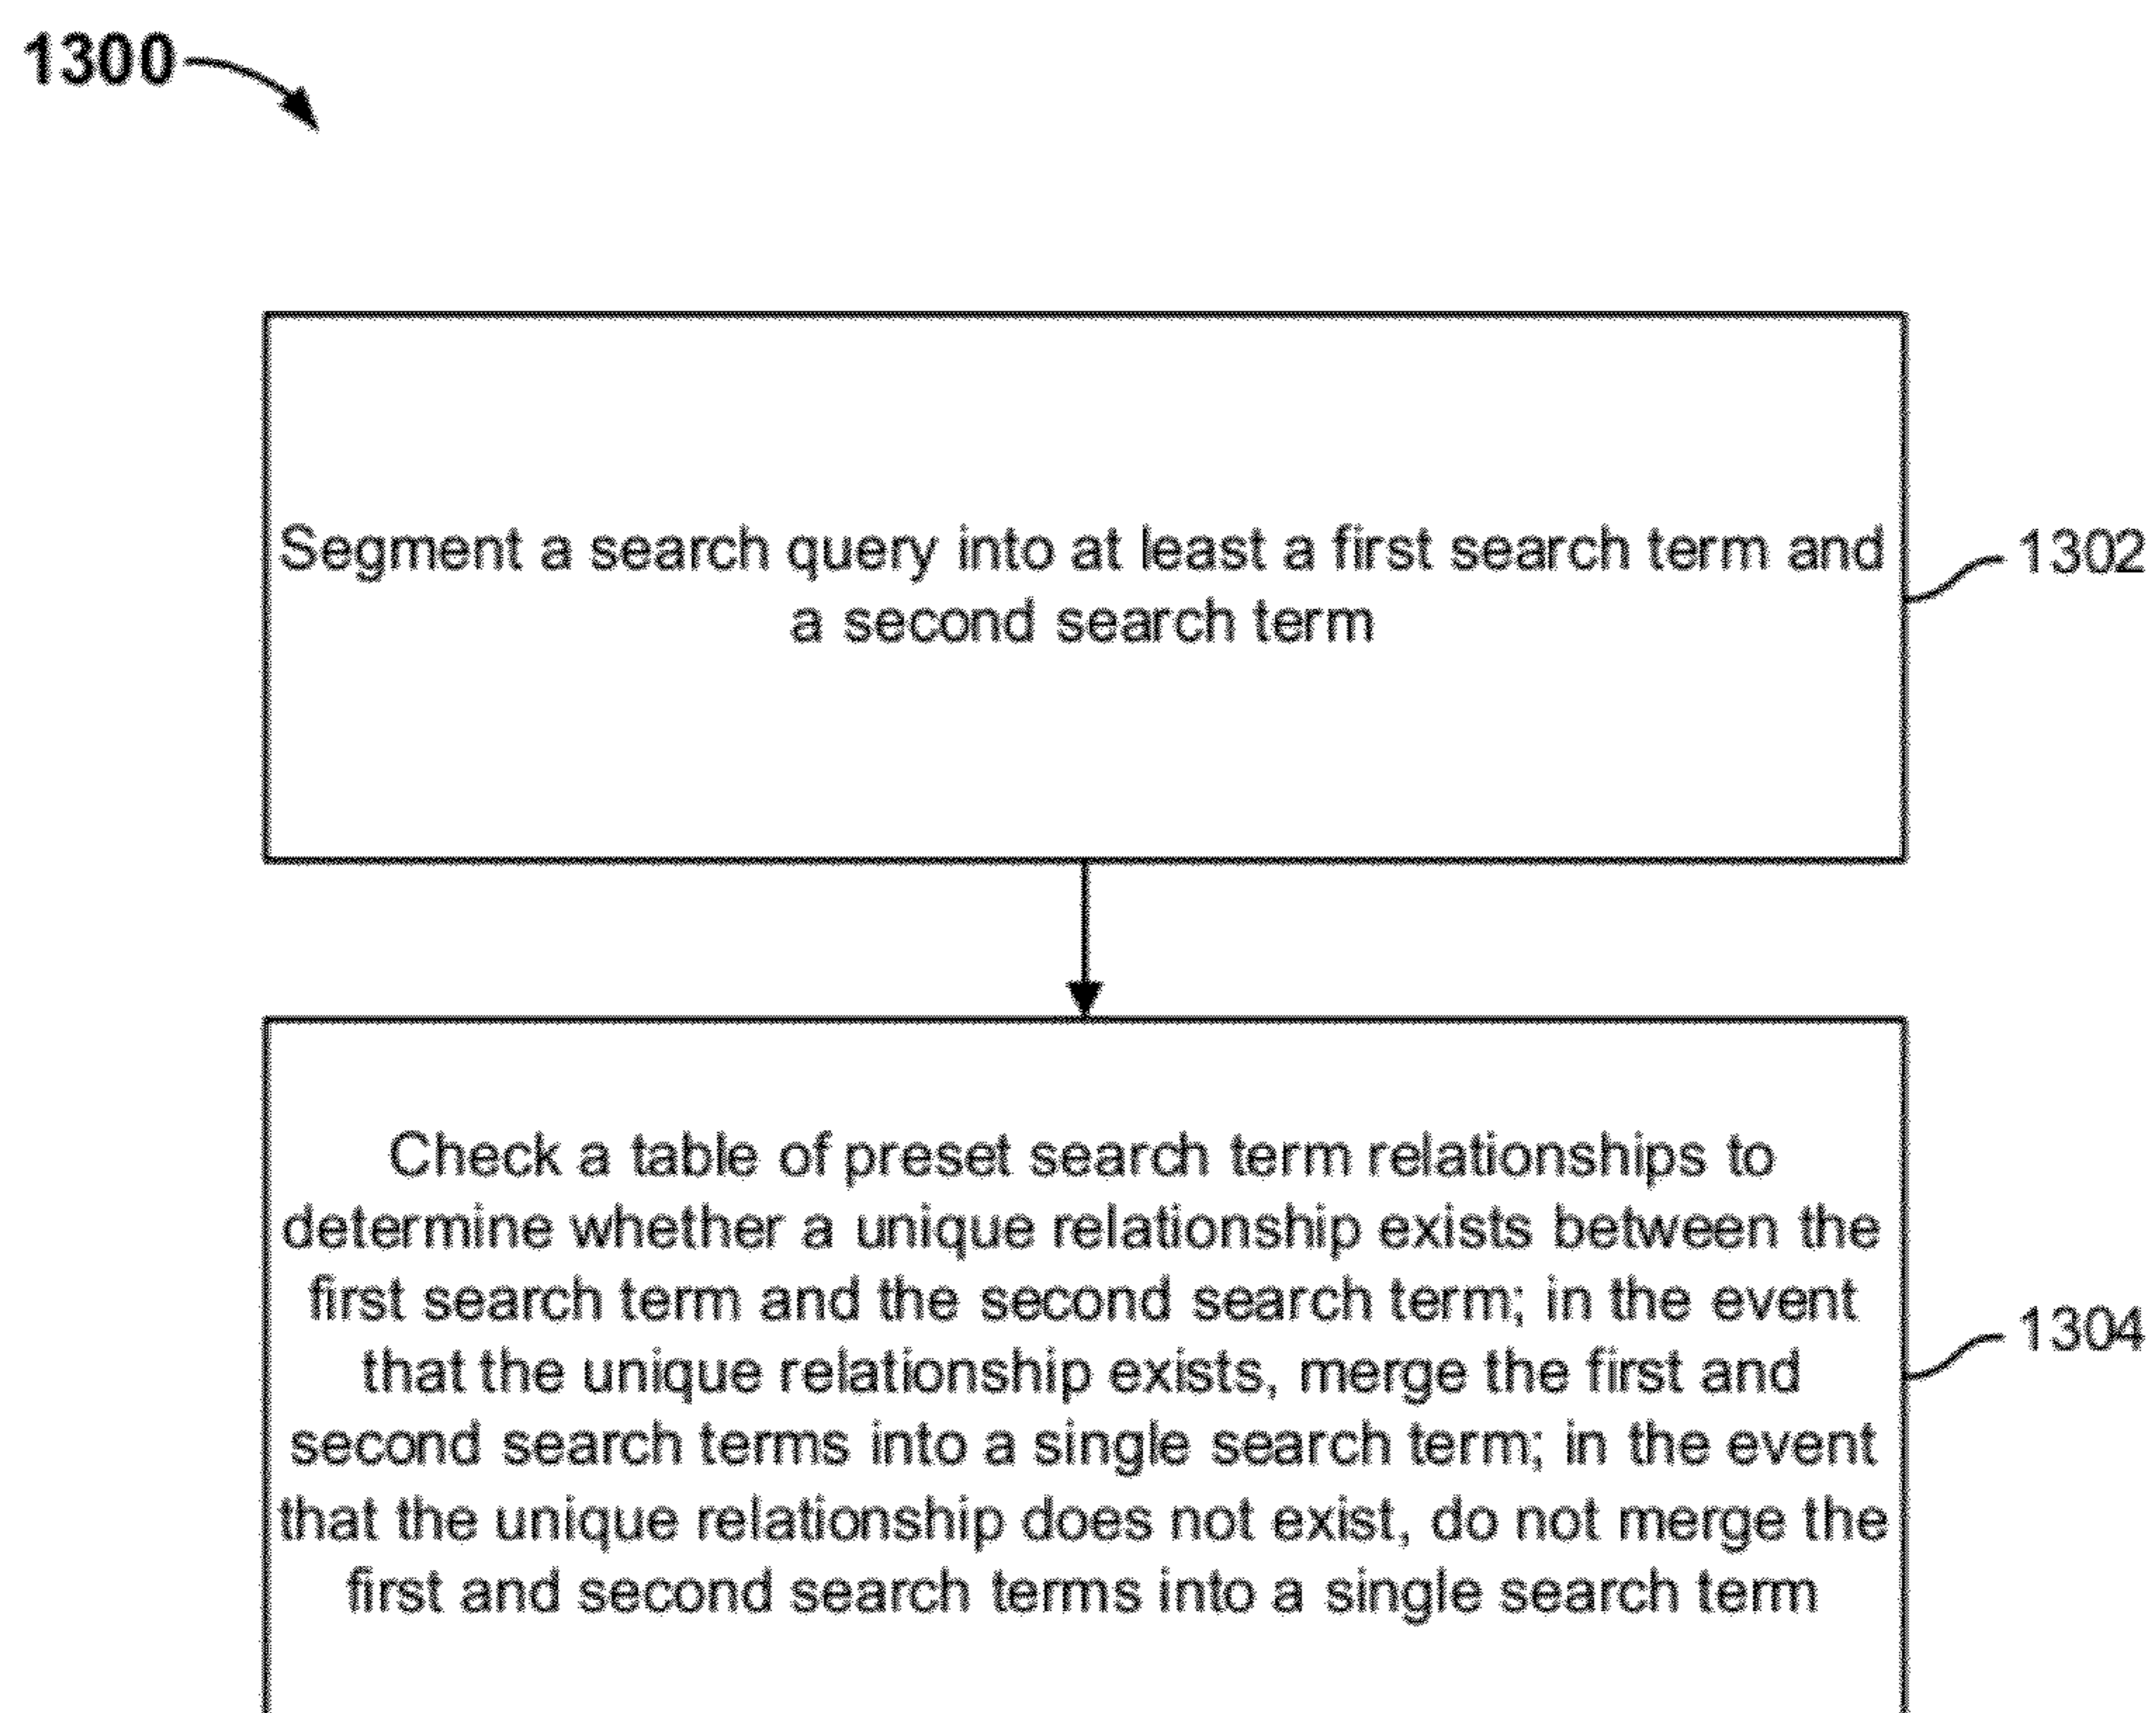 1300
Segment a search query into at least a first search term and
a second search term
1302
Check a table of preset search term relationships to
determine whether a unique relationship exists between the
first search term and the second search term; in the event
that the unique relationship exists, merge the first and
second search terms into a single search term; in the event
that the unique relationship does not exist, do not merge the
first and second search terms into a single search term
1304